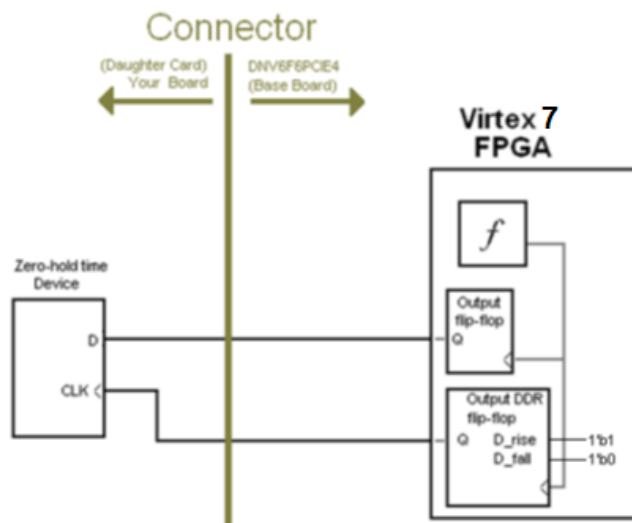 Connector
(Daughter Card)
Your Board
DNV6F6PCIE4
(Base Board)
Virtex 7
FPGA
f
Zero-hold time
Device
Output
flip-flop
D
Q
CLK
Output DDR
flip-flop
Q
D_rise
1'b1
D_fall
1'b0